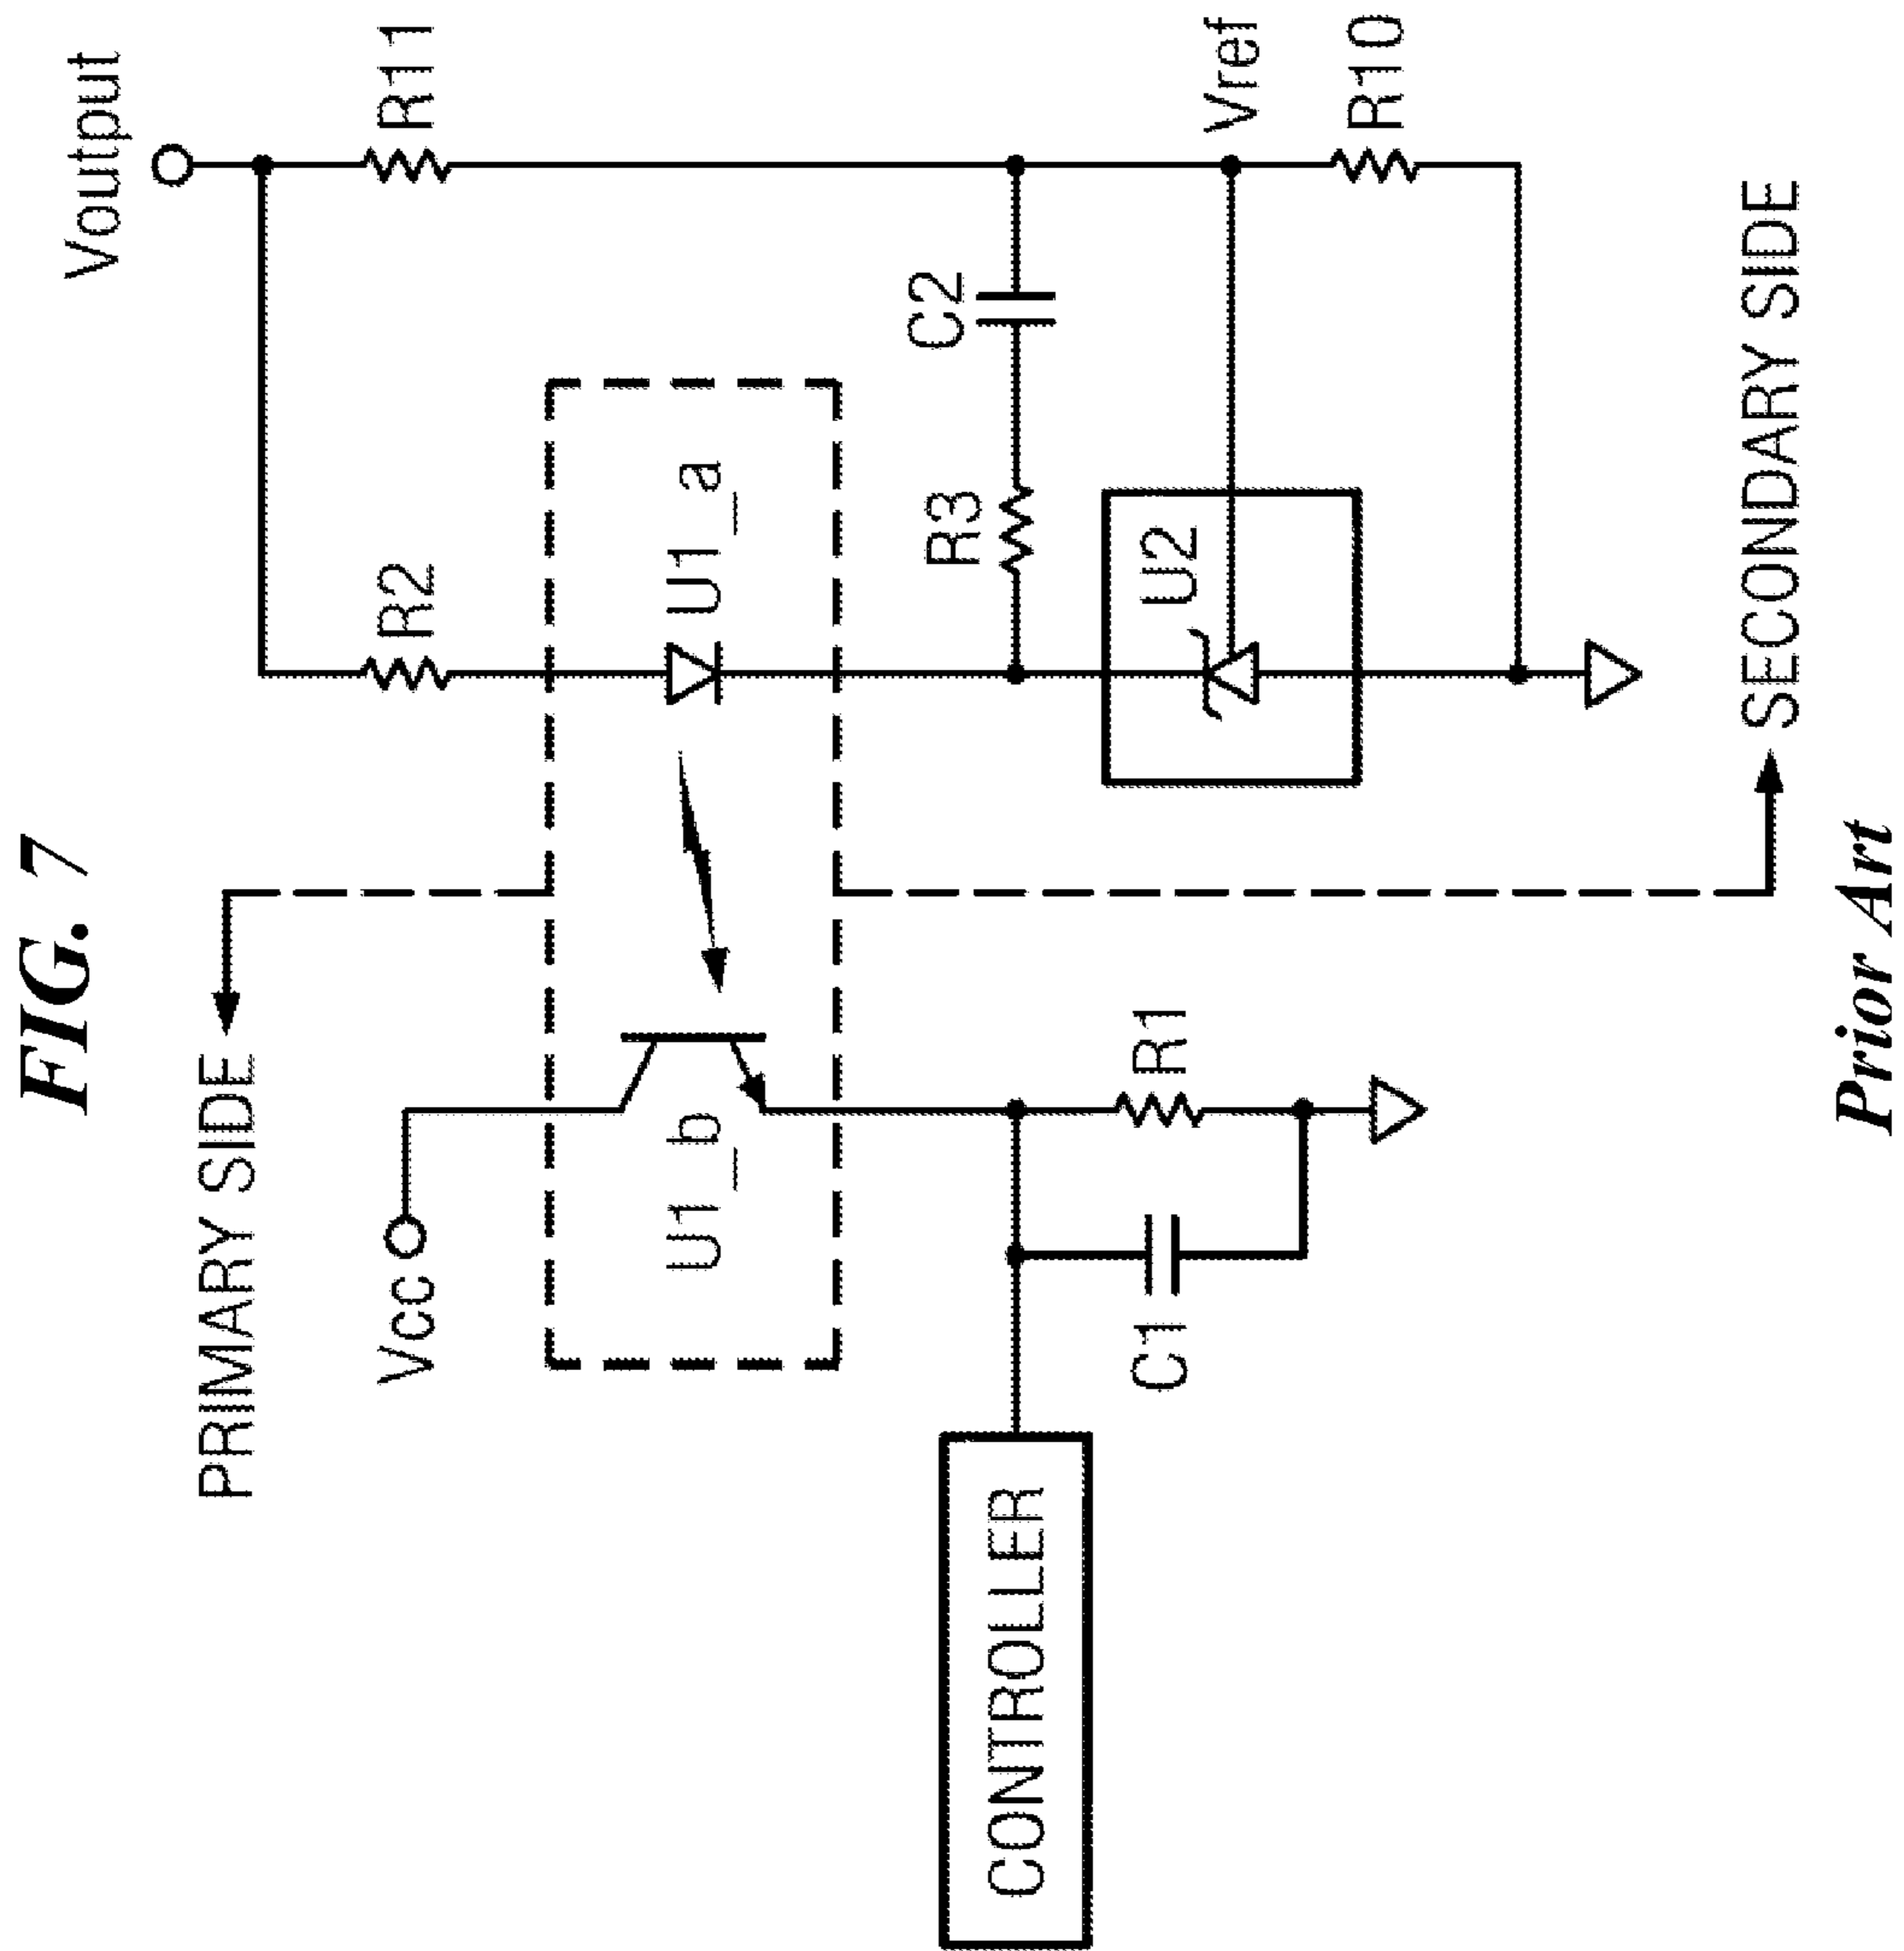 FIG. 7
PRIMARY SIDE
Voutput
Vcc
R2
R11
U1_b
U1_a
R3
C2
CONTROLLER
C1
R1
U2
Vref
R10
SECONDARY SIDE
Prior Art